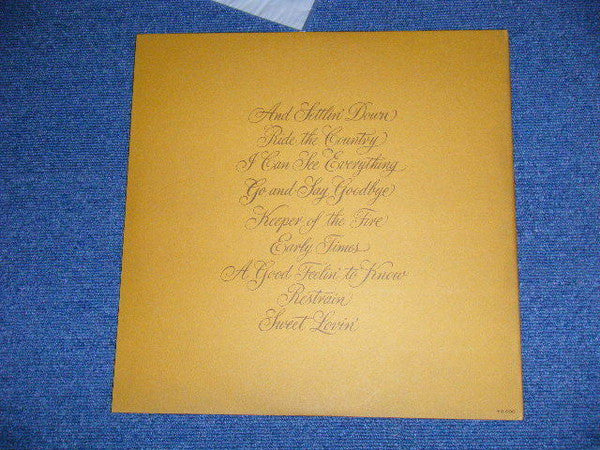 And Settlin' Down
Ride the Country
I Can See Everything
Go and Say Goodbye
Keeper of the Fire
Early Times
A Good Feelin' to Know
Restrain
Sweet Lovin'